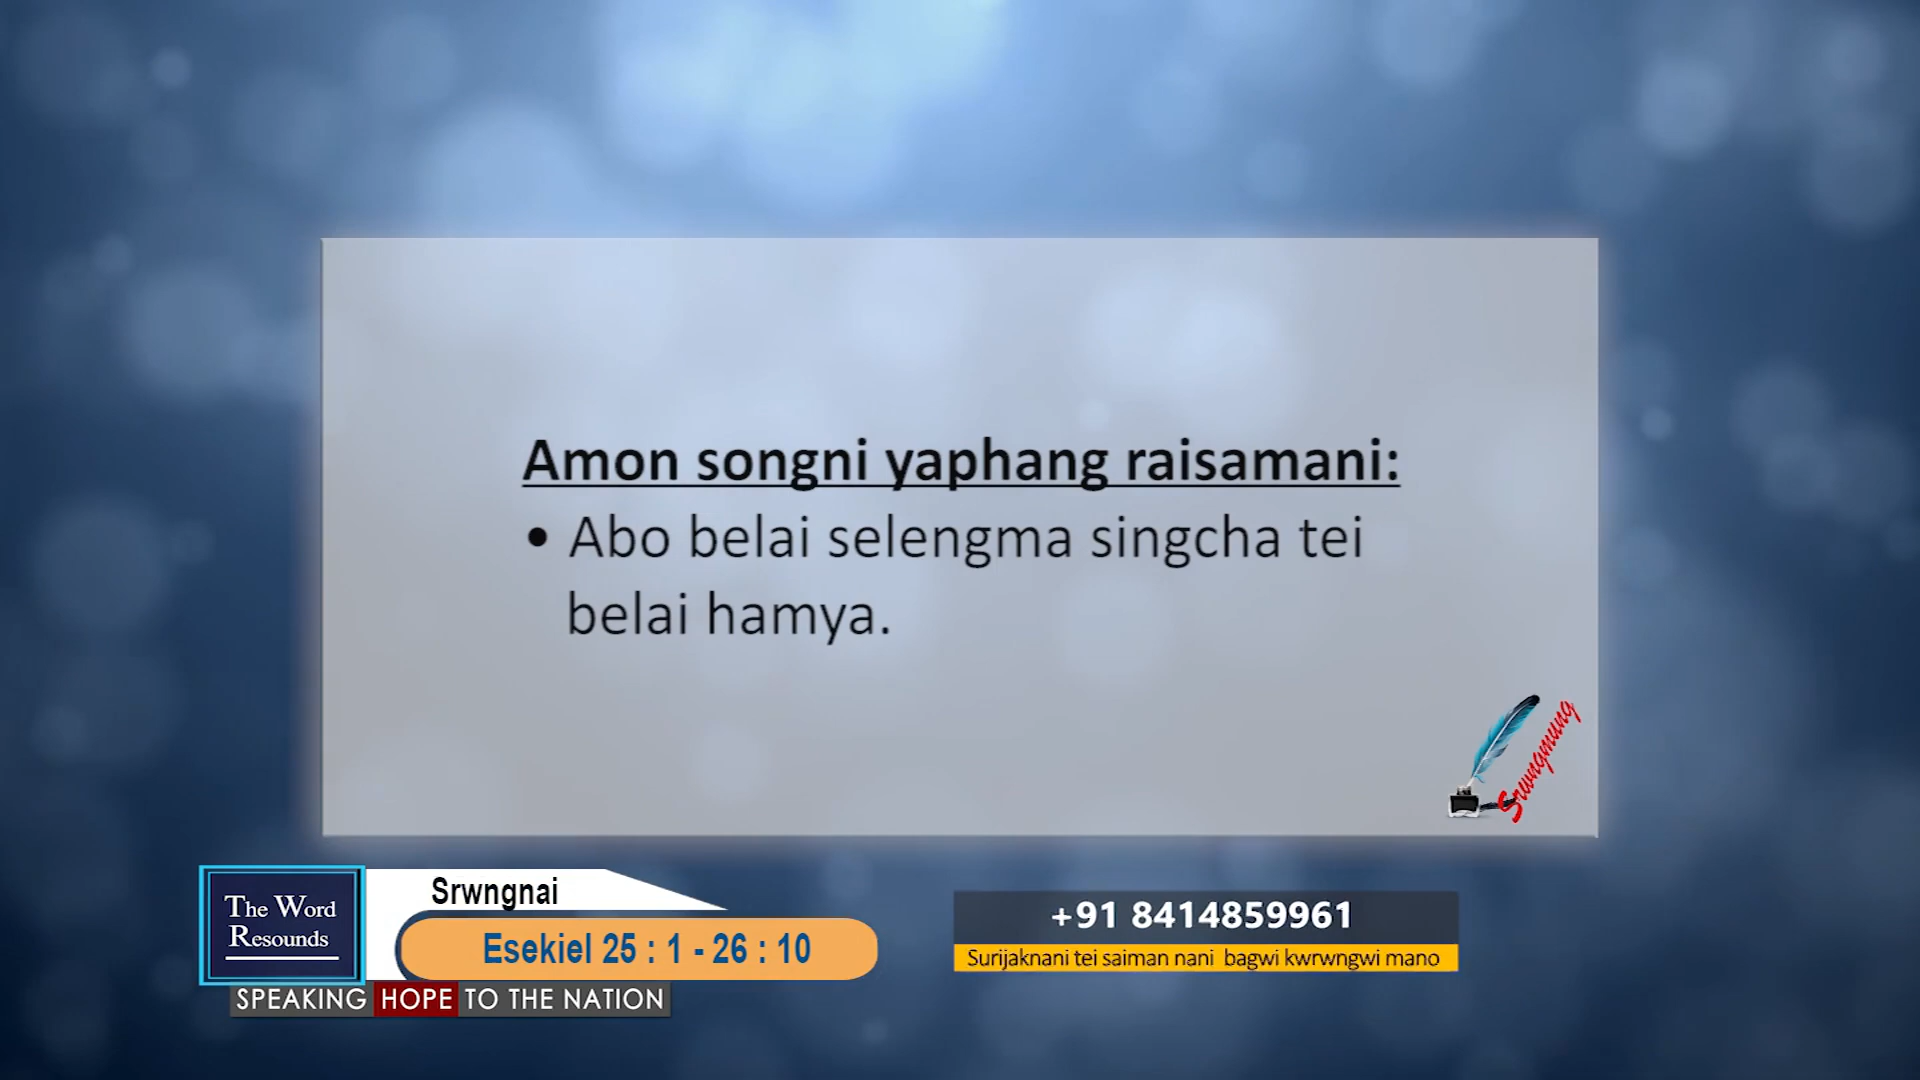 Amon songni yaphang raisamani:
• Abo belai selengma singcha tei
belai hamya.
Srwngmung
The Word
Resounds
Srwngnai
Esekiel 25 : 1 - 26 : 10
SPEAKING HOPE TO THE NATION
+91 8414859961
Surijaknani tei saiman nani bagwi kwrwngwi mano